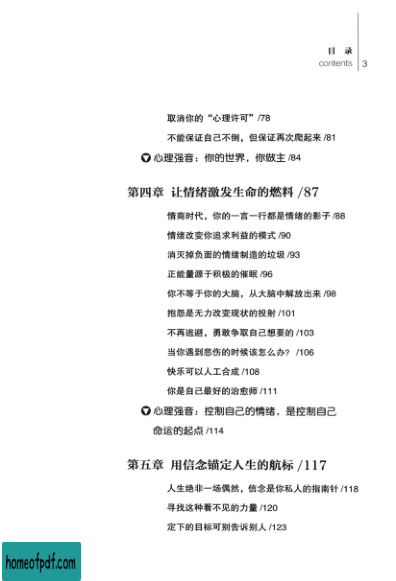 目 录
contents 3
取消你的“心理许可”/78
不能保证自己不倒，但保证再次爬起来 /81
心理强音：你的世界，你做主 /84
第四章 让情绪激发生命的燃料 /87
情商时代，你的一言一行都是情绪的影子 /88
情绪改变你追求利益的模式 /90
消灭掉负面的情绪制造的垃圾 /93
正能量源于积极的催眠 /96
你不等于你的大脑，从大脑中解放出来 /98
抱怨是无力改变现状的投射 /101
不再逃避，勇敢争取自己想要的 /103
当你遇到悲伤的时候该怎么办？ /106
快乐可以人工合成 /108
你是自己最好的治愈师 /111
心理强音：控制自己的情绪，是控制自己
命运的起点 /114
第五章 用信念锚定人生的航标 /117
人生绝非一场偶然，信念是你私人的指南针 /118
寻找这种看不见的力量 /120
定下的目标可别告诉别人 /123
homeofpdf.com